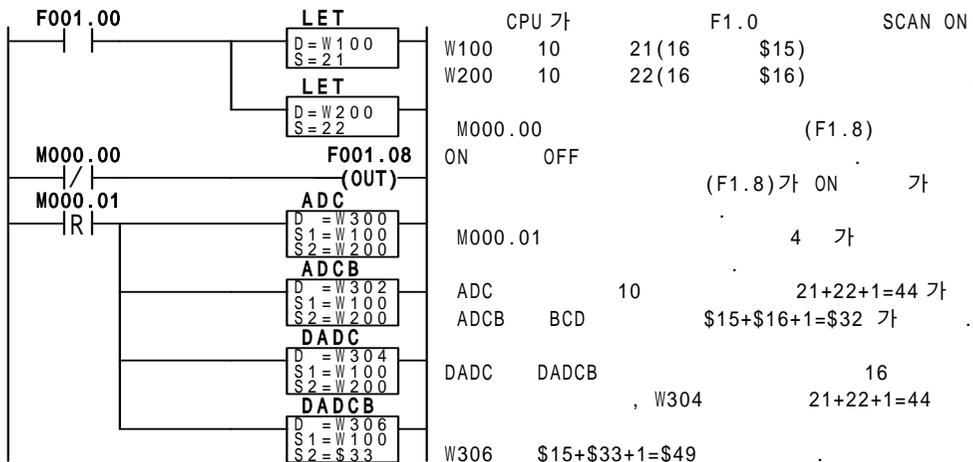 F001.00
LET
D=W100
S=21
LET
D=W200
S=22
M000.00
F001.08
(OUT)
M000.01
R
ADC
D =W300
S1=W100
S2=W200
ADCB
D =W302
S1=W100
S2=W200
DADC
D =W304
S1=W100
S2=W200
DADCB
D =W306
S1=W100
S2=$33
CPU 가 F1.0 SCAN ON
W100 10 21(16 $15)
W200 10 22(16 $16)
M000.00 (F1.8)
ON OFF .
(F1.8)가 ON 가
.
M000.01 4 가
.
ADC 10 21+22+1=44 가
ADCB BCD $15+$16+1=$32 가 .
DADC DADCB 16
, W304 21+22+1=44
W306 $15+$33+1=$49 .